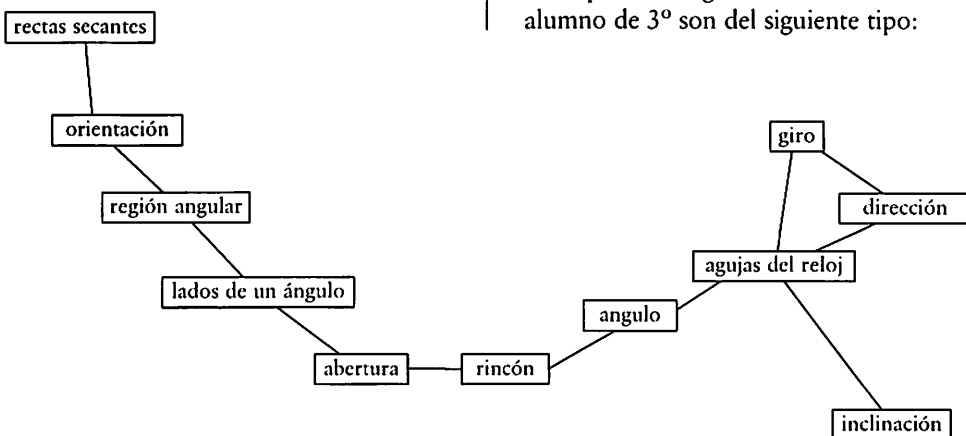 alumno de 3º son del siguiente tipo:
rectas secantes
orientación
giro
región angular
dirección
agujas del reloj
lados de un ángulo
angulo
abertura
rincón
inclinación